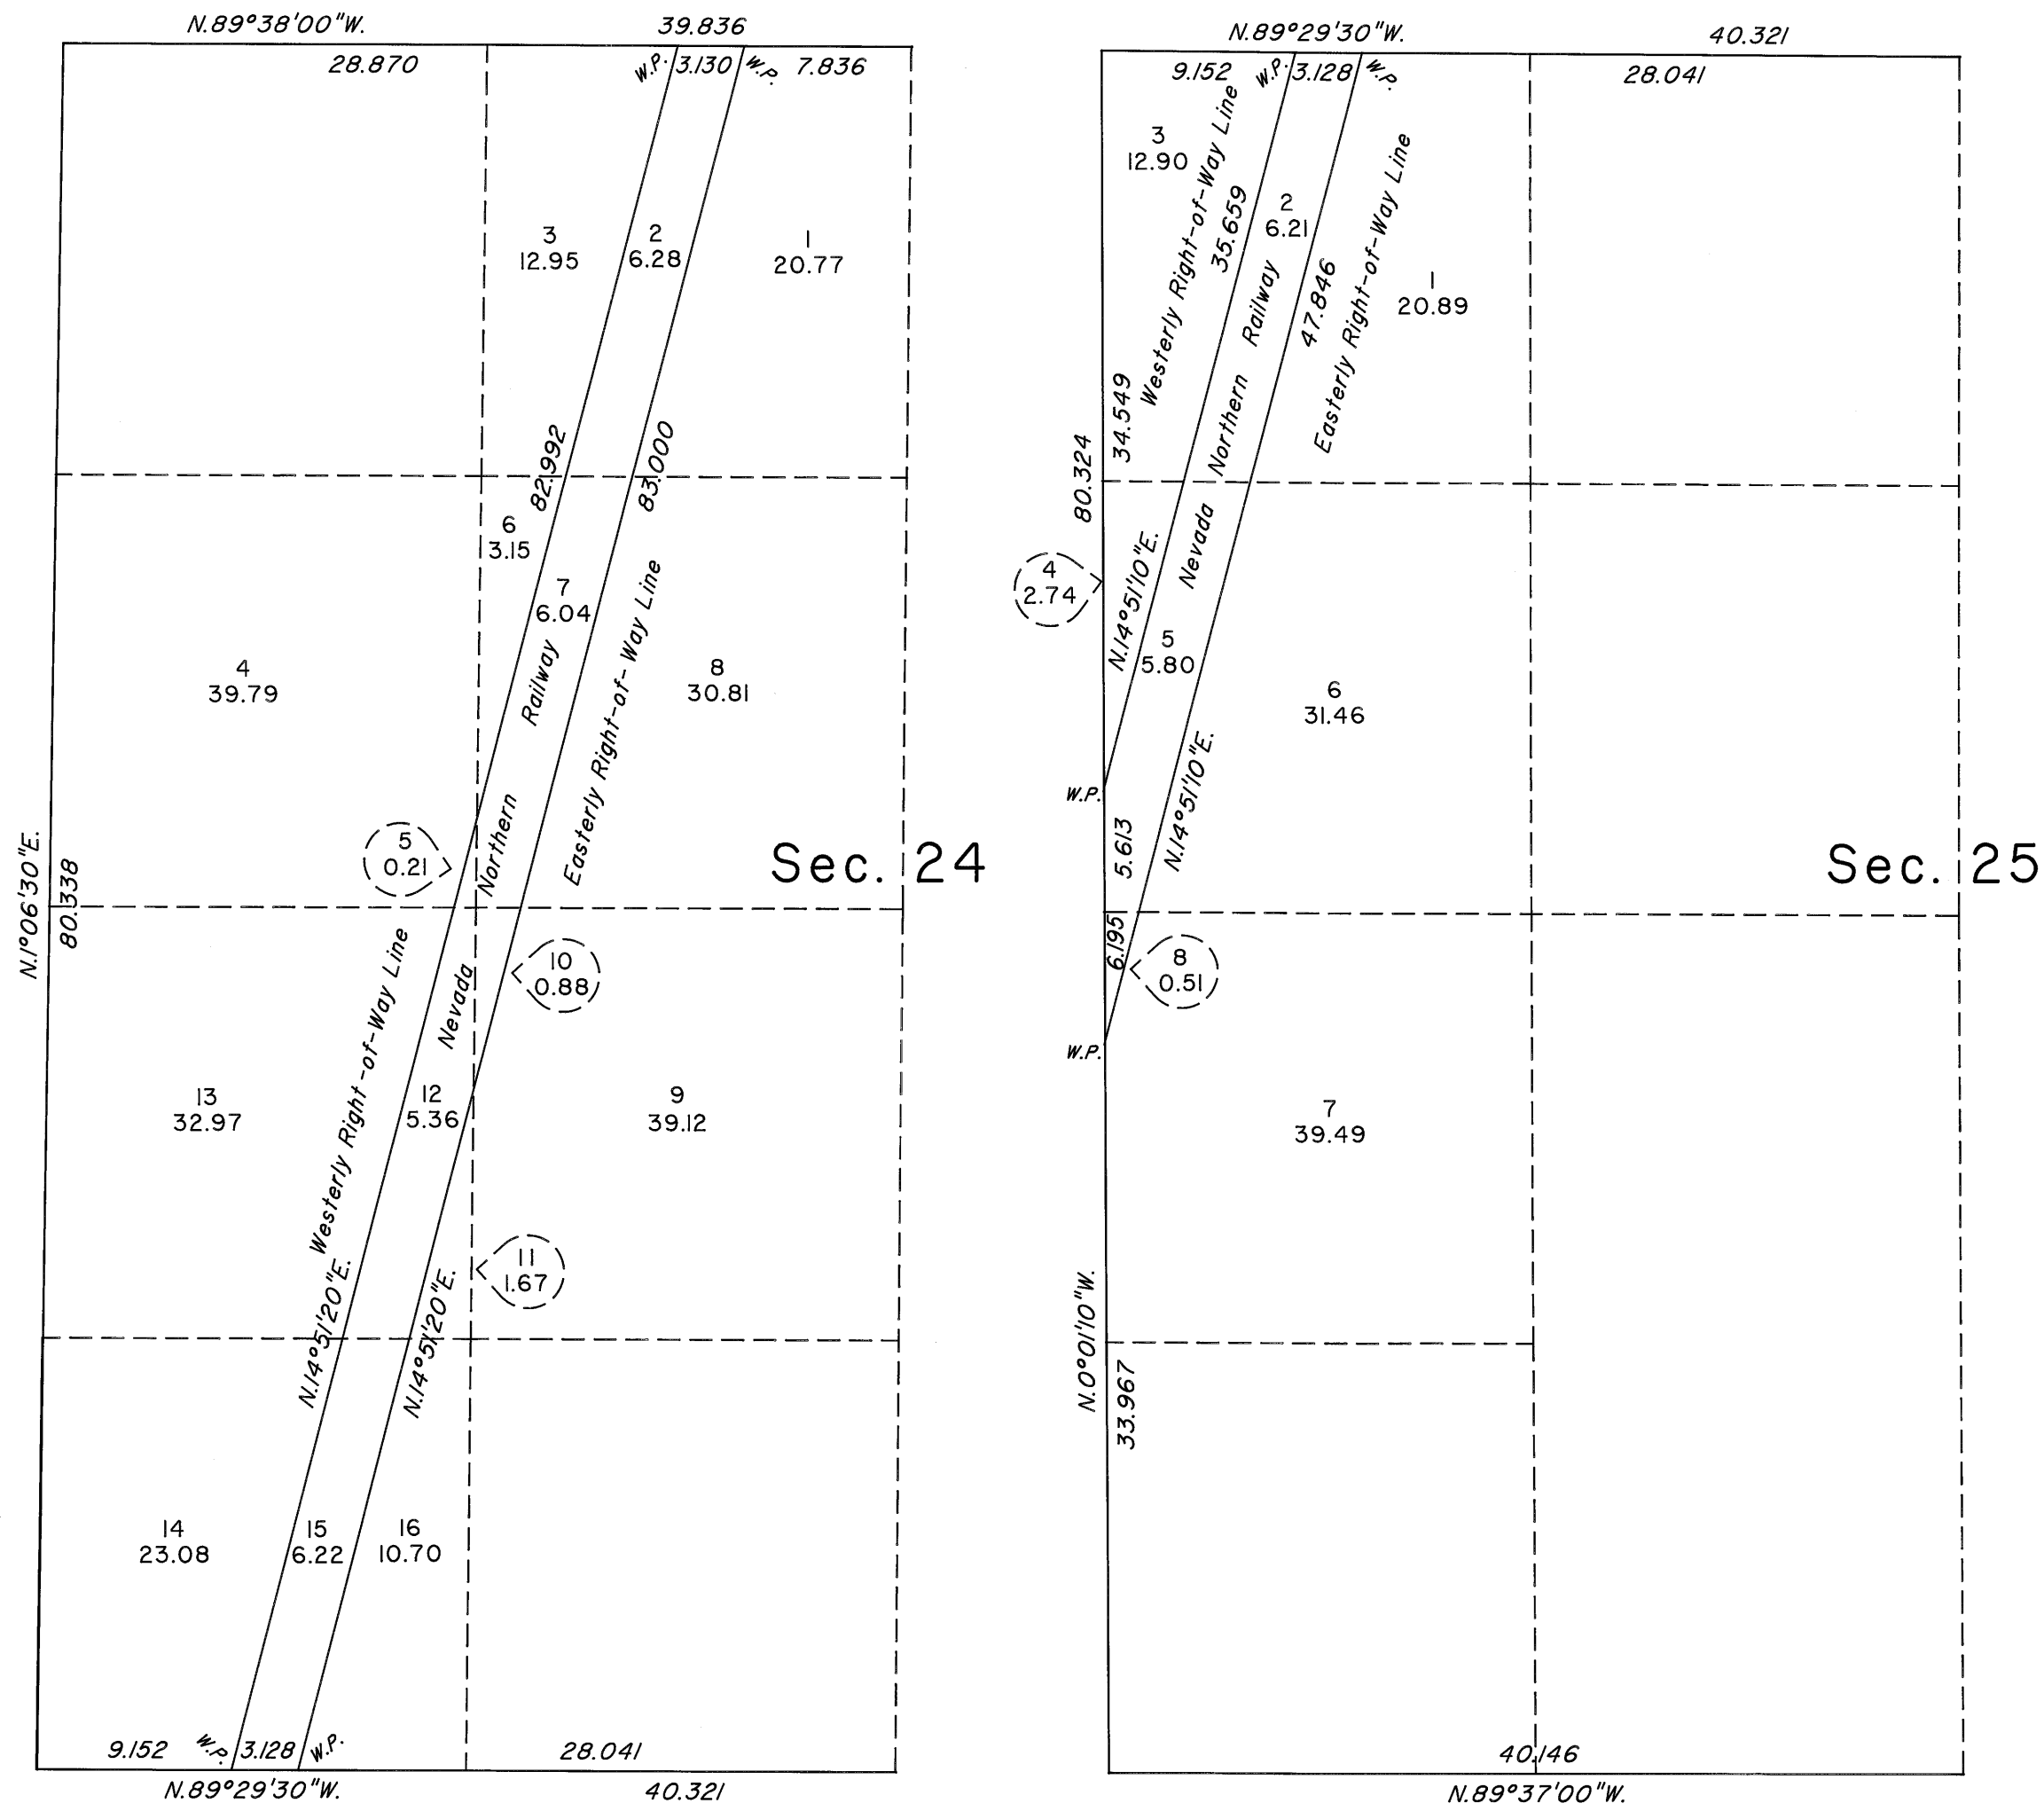 N.89°38'00"W. 39.836
28.870 W.P. 3.130 W.P. 7.836
3
12.95
2
6.28
1
20.77
82.992
83.000
6
3.15
7
6.04
4
39.79
8
30.81
Nevada Northern Railway
Easterly Right-of-Way Line
5
0.21
Sec. 24
N.1°06'30"E.
80.338
Westerly Right-of-Way Line
10
0.88
13
32.97
12
5.36
9
39.12
11
1.67
N.14°51'20"E.
N.14°51'20"E.
14
23.08
15
6.22
16
10.70
9.152 W.P. 3.128 W.P. 28.041
N.89°29'30"W. 40.321
N.89°29'30"W. 40.321
9.152 W.P. 3.128 W.P. 28.041
3
12.90
Westerly Right-of-Way Line
35.659
2
6.21
47.846
Easterly Right-of-Way Line
1
20.89
34.549
80.324
Nevada Northern Railway
4
2.74
N.14°51'10"E.
5
5.80
6
31.46
W.P.
N.14°51'10"E.
5.613
Sec. 25
6.195
8
0.51
W.P.
7
39.49
N.0°01'10"W.
33.967
40.146
N.89°37'00"W.